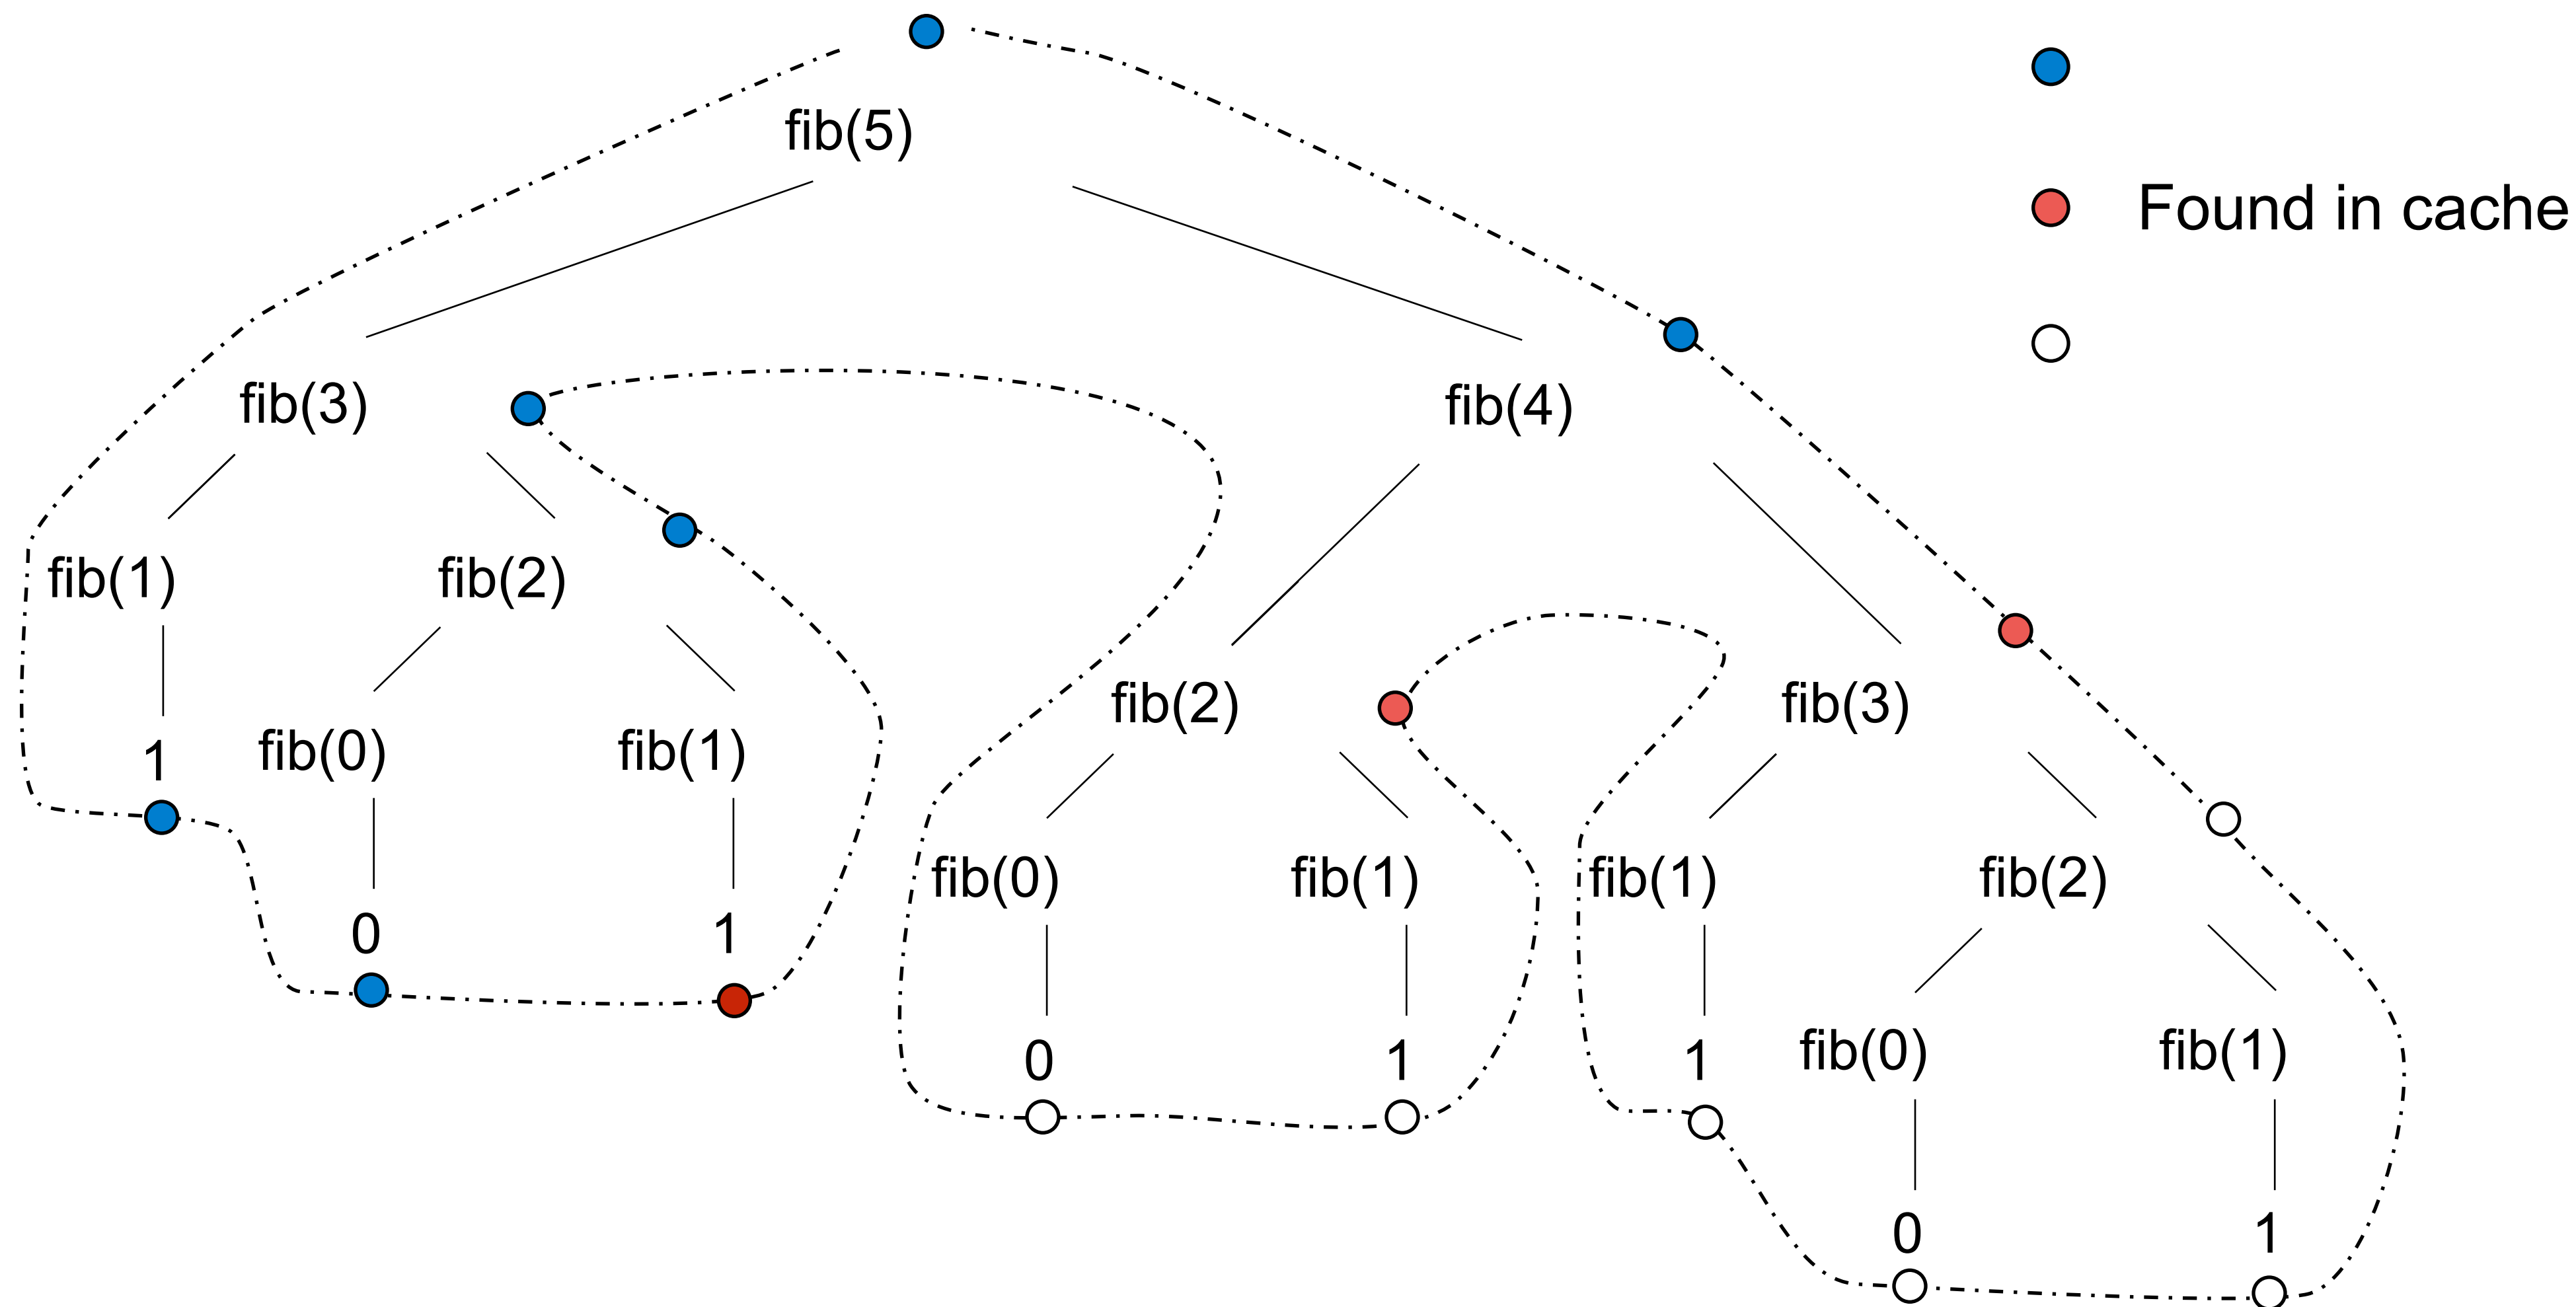 fib(5)
Found in cache
fib(3)
fib(4)
fib(1)
fib(2)
fib(2)
fib(3)
1
fib(0)
fib(1)
fib(0)
fib(1)
fib(1)
fib(2)
0
1
0
1
1
fib(0)
fib(1)
0
1